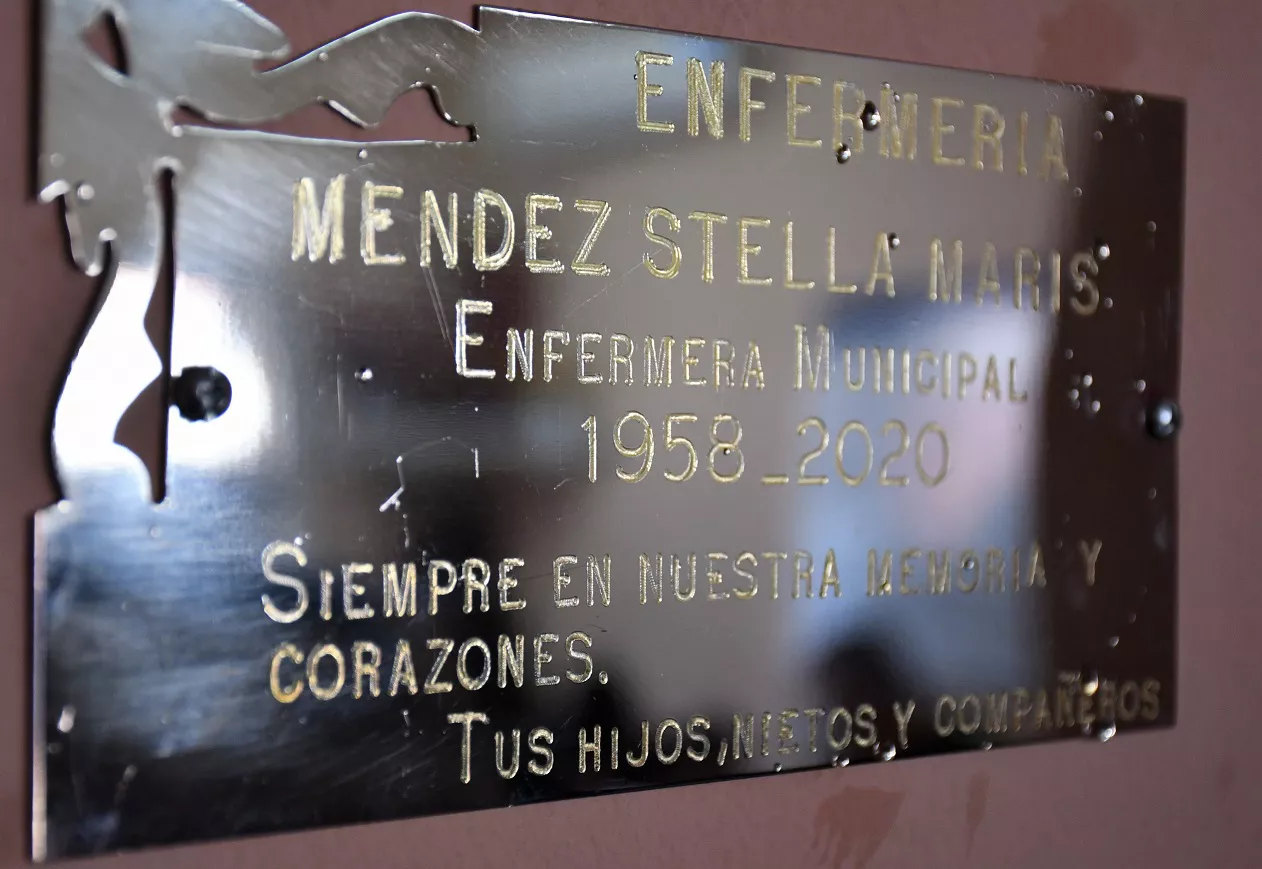 ENFERMERIA
MENDEZ STELLA MARIS.
ENFERMERA MUNICIPAL
1958_2020
SIEMPRE EN NUESTRA MEMORIA Y
CORAZONES.
TUS HIJOS, NIETOS Y COMPAÑEROS